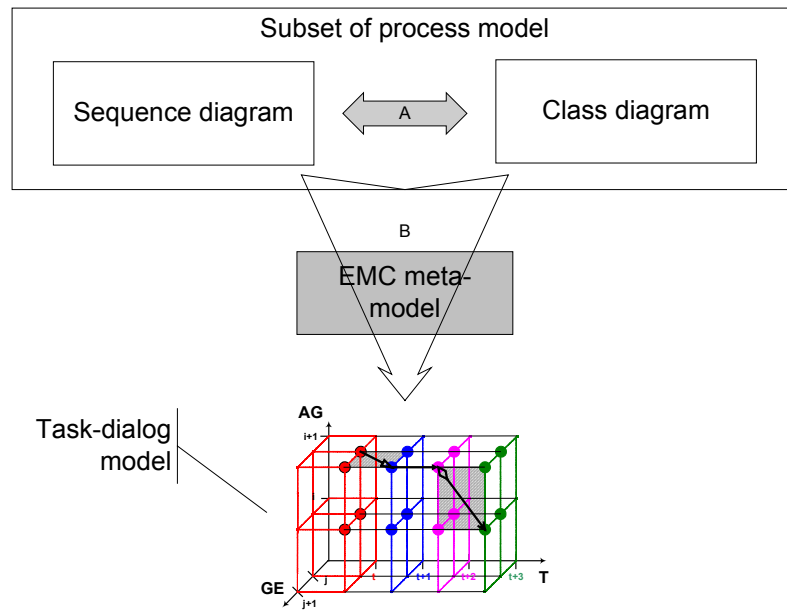 Subset of process model
Sequence diagram
A
Class diagram
B
EMC meta-
model
Task-dialog
model
AG
i+1
i
j
t
t+1
t+2
t+3
T
GE
j+1